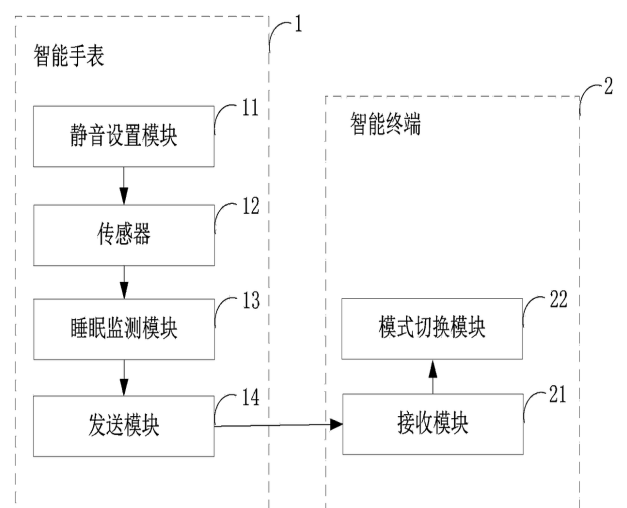 1
智能手表
11
静音设置模块
12
传感器
13
睡眠监测模块
14
发送模块
2
智能终端
22
模式切换模块
21
接收模块